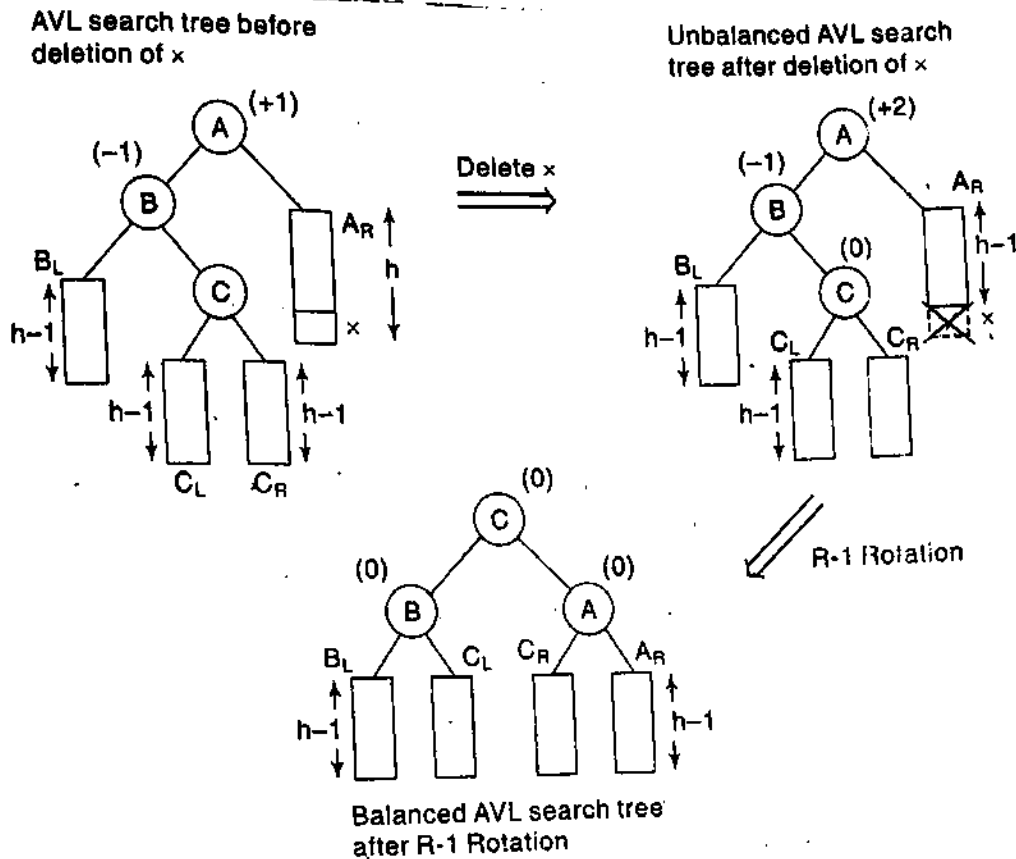 AVL search tree before
deletion of ×
(+1)
A
(−1)
B
A_R
h
B_L
C
×
h−1
h−1
h−1
C_L
C_R
Delete ×
Unbalanced AVL search
tree after deletion of ×
(+2)
A
(−1)
B
A_R
h−1
(0)
B_L
C
×
h−1
C_L
C_R
h−1
R-1 Rotation
(0)
C
(0)
(0)
B
A
B_L
C_L
C_R
A_R
h−1
h−1
Balanced AVL search tree
after R-1 Rotation